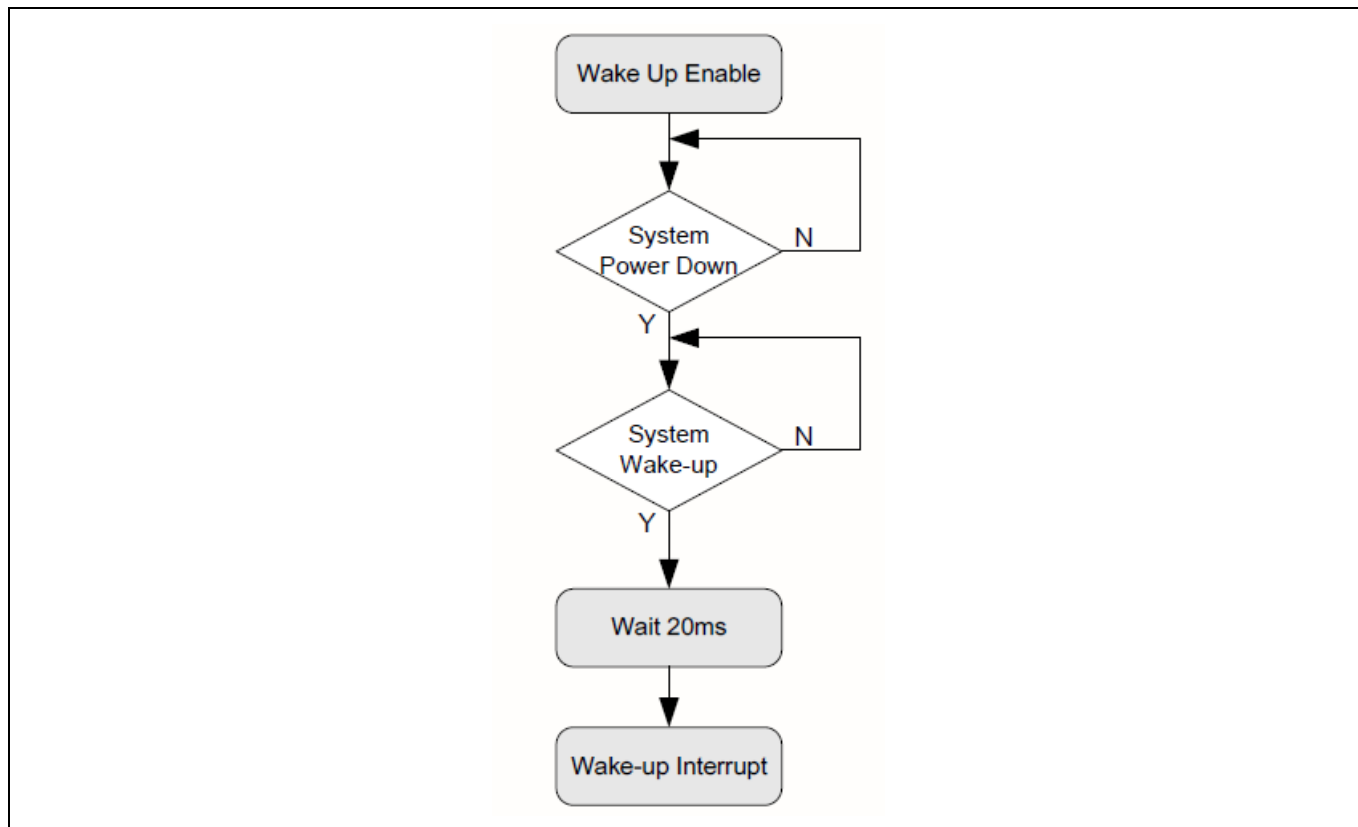 Wake Up Enable
System
Power Down
N
Y
System
Wake-up
N
Y
Wait 20ms
Wake-up Interrupt